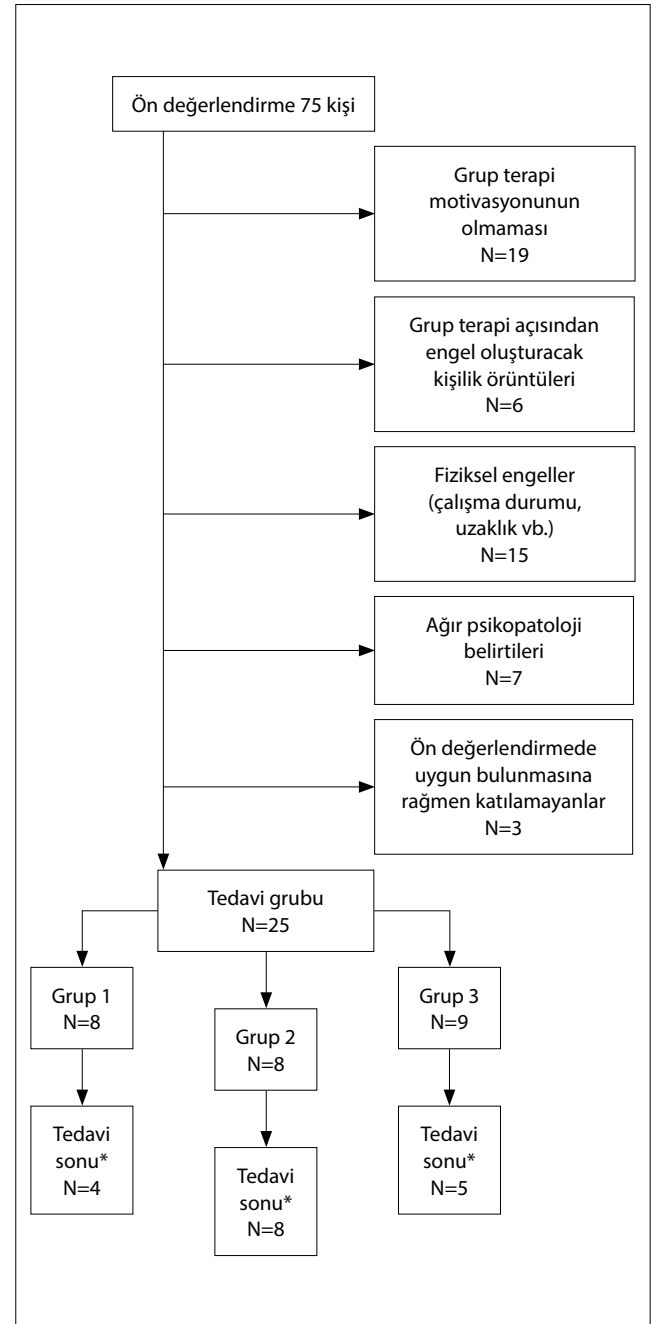 Ön değerlendirme 75 kişi
Grup terapi
motivasyonunun
olmaması
N=19
Grup terapi açısından
engel oluşturacak
kişilik örüntüleri
N=6
Fiziksel engeller
(çalışma durumu,
uzaklık vb.)
N=15
Ağır psikopatoloji
belirtileri
N=7
Ön değerlendirmede
uygun bulunmasına
rağmen katılamayanlar
N=3
Tedavi grubu
N=25
Grup 1
N=8
Grup 2
N=8
Grup 3
N=9
Tedavi
sonu*
N=4
Tedavi
sonu*
N=8
Tedavi
sonu*
N=5